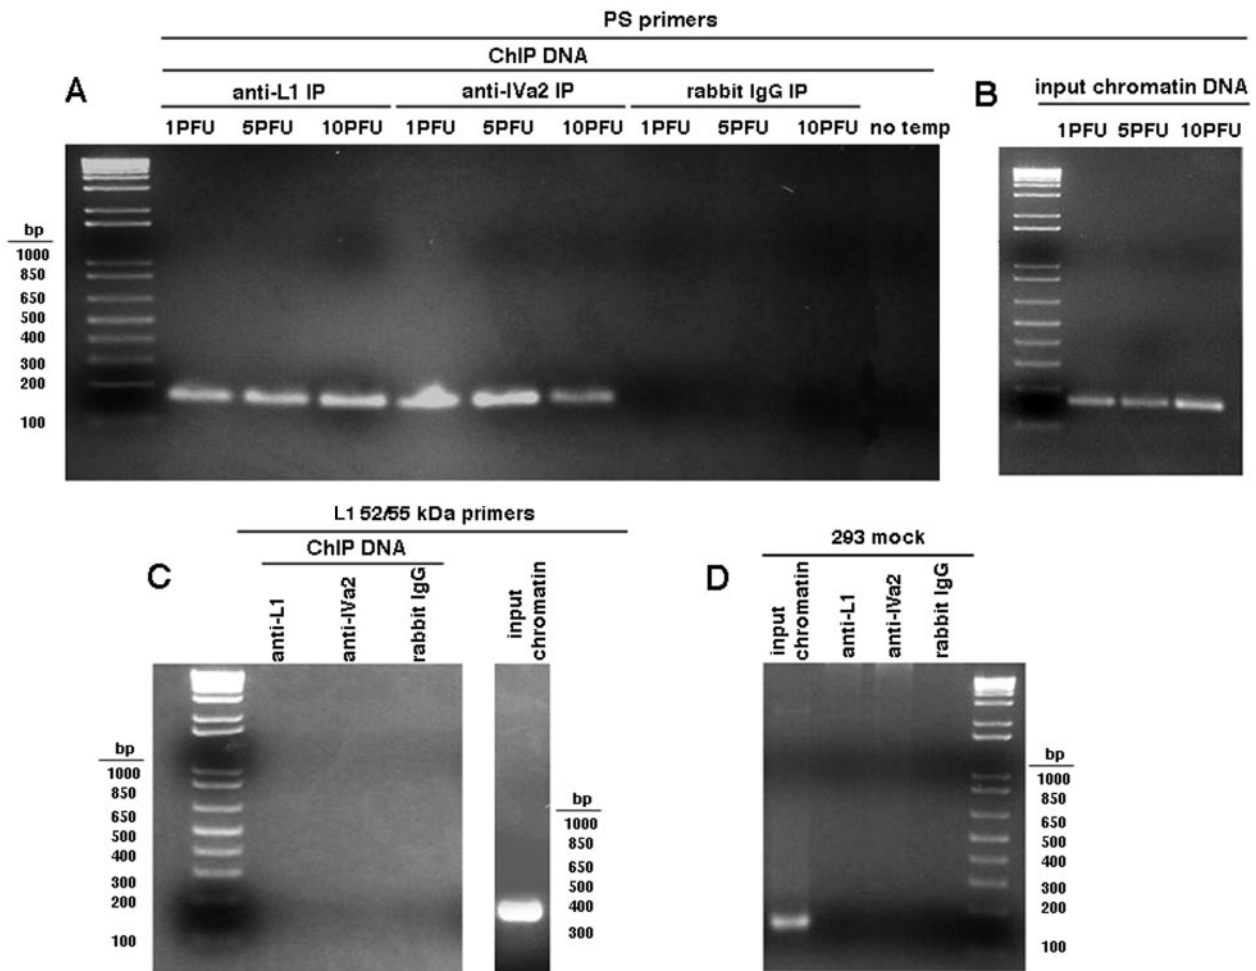 PS primers
ChIP DNA
A
anti-L1 IP anti-IVa2 IP rabbit IgG IP
1PFU 5PFU 10PFU 1PFU 5PFU 10PFU 1PFU 5PFU 10PFU no temp
bp
1000
850
650
500
400
300
200
100
B
input chromatin DNA
1PFU 5PFU 10PFU
L1 52/55 kDa primers
ChIP DNA
C
anti-L1
anti-IVa2
rabbit IgG
input
chromatin
bp
1000
850
650
500
400
300
200
100
bp
1000
850
650
500
400
300
293 mock
D
input
chromatin
anti-L1
anti-IVa2
rabbit IgG
bp
1000
850
650
500
400
300
200
100